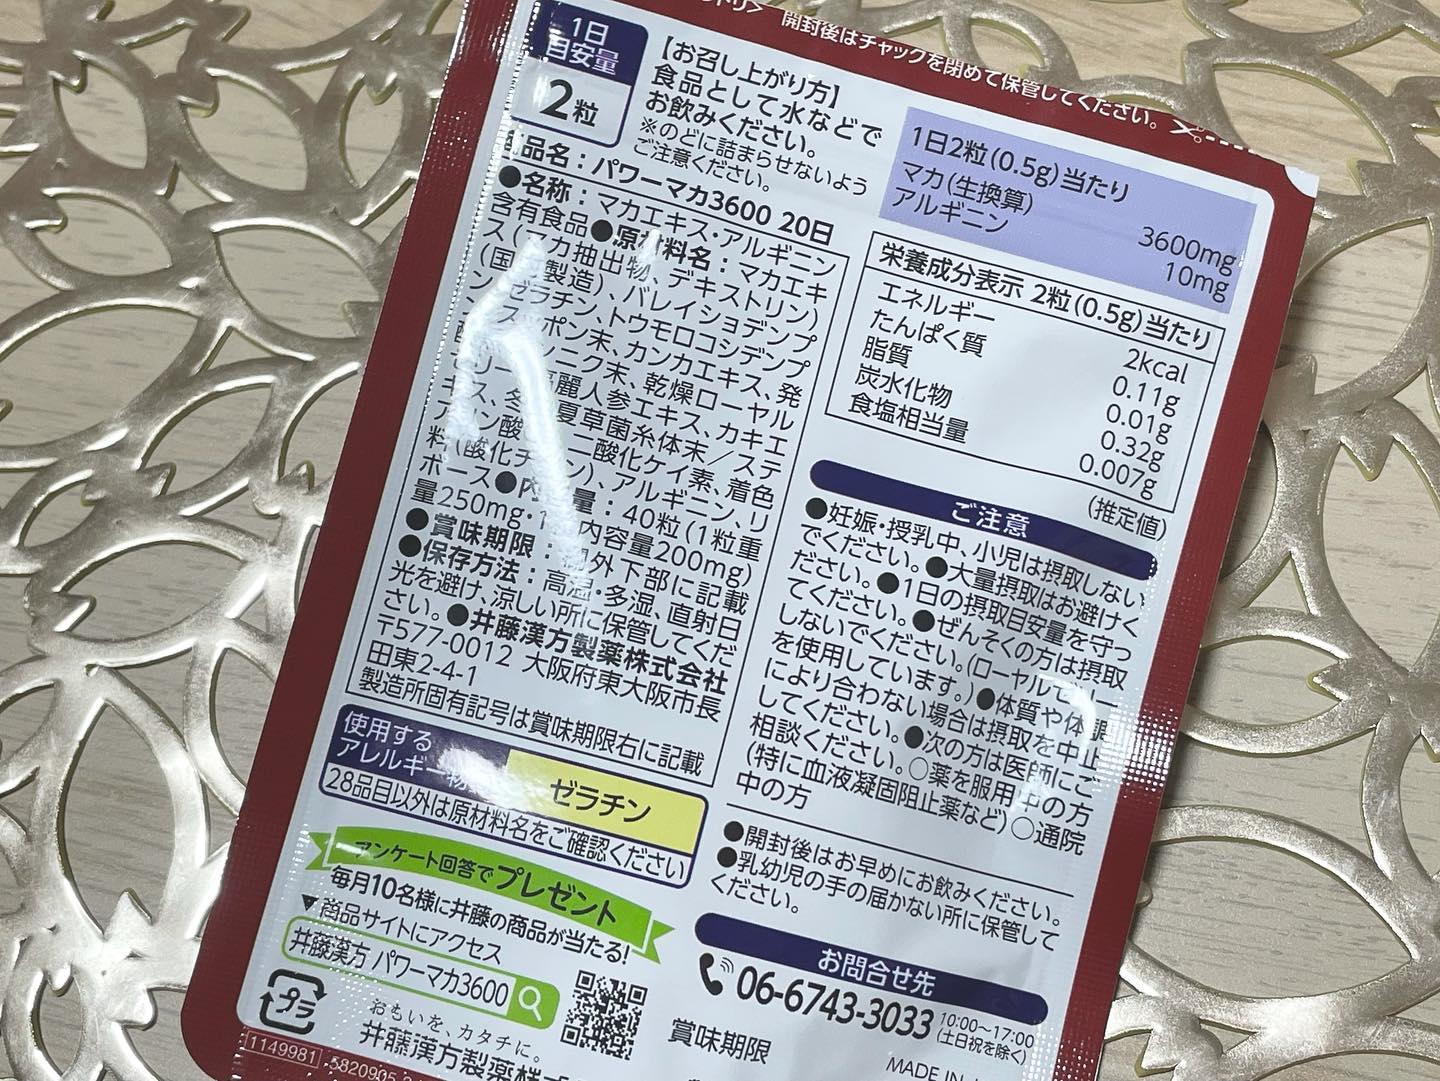 開封後はチャックを閉めて保管してください。
1日
目安量
2粒
【お召し上がり方】
食品として水などで
お飲みください。
※のどに詰まらせないよう
ご注意ください。
品名：パワーマカ3600 20日
●名称：マカエキス・アルギニン
含有食品●原材料名：マカエキ
ス（マカ抽出物、デキストリン）
(国内製造)、バレイショデンプ
ン、ゼラチン、トウモロコシデンプ
スッポン末、カンカエキス、発
ニンニク末、乾燥ローヤル
ゼリー 高麗人参エキス、カキエ
キス、冬虫夏草菌糸体末／ステ
アリン酸 二酸化ケイ素、着色
料（酸化チタン）、アルギニン、リ
ボース●内容量：40粒（1粒重
量250mg・1 内容量200mg）
●賞味期限：枠外下部に記載
●保存方法：高温・多湿、直射日
光を避け、涼しい所に保管してくだ
さい。●井藤漢方製薬株式会社
〒577-0012 大阪府東大阪市長
田東2-4-1
製造所固有記号は賞味期限右に記載
使用する
アレルギー物
ゼラチン
28品目以外は原材料名をご確認ください
アンケート回答でプレゼント
毎月10名様に井藤の商品が当たる!
▼商品サイトにアクセス
井藤漢方 パワーマカ3600
プラ
おもいを、カタチに。
井藤漢方製薬株式
1149981
1日2粒(0.5g)当たり
マカ（生換算） 3600mg
アルギニン 10mg
栄養成分表示 2粒(0.5g)当たり
エネルギー 2kcal
たんぱく質 0.11g
脂質 0.01g
炭水化物 0.32g
食塩相当量 0.007g
(推定値)
ご注意
●妊娠・授乳中、小児は摂取しない
でください。●大量摂取はお避けく
ださい。●1日の摂取目安量を守っ
てください。●ぜんそくの方は摂取
しないでください。(ローヤルゼリー
を使用しています。)●体質や体調
により合わない場合は摂取を中止
してください。●次の方は医師にご
相談ください。○薬を服用中の方
（特に血液凝固阻止薬など）○通院
中の方
●開封後はお早めにお飲みください。
●乳幼児の手の届かない所に保管して
ください。
お問合せ先
06-6743-3033
10:00～17:00
(土日祝を除く)
賞味期限
MADE IN